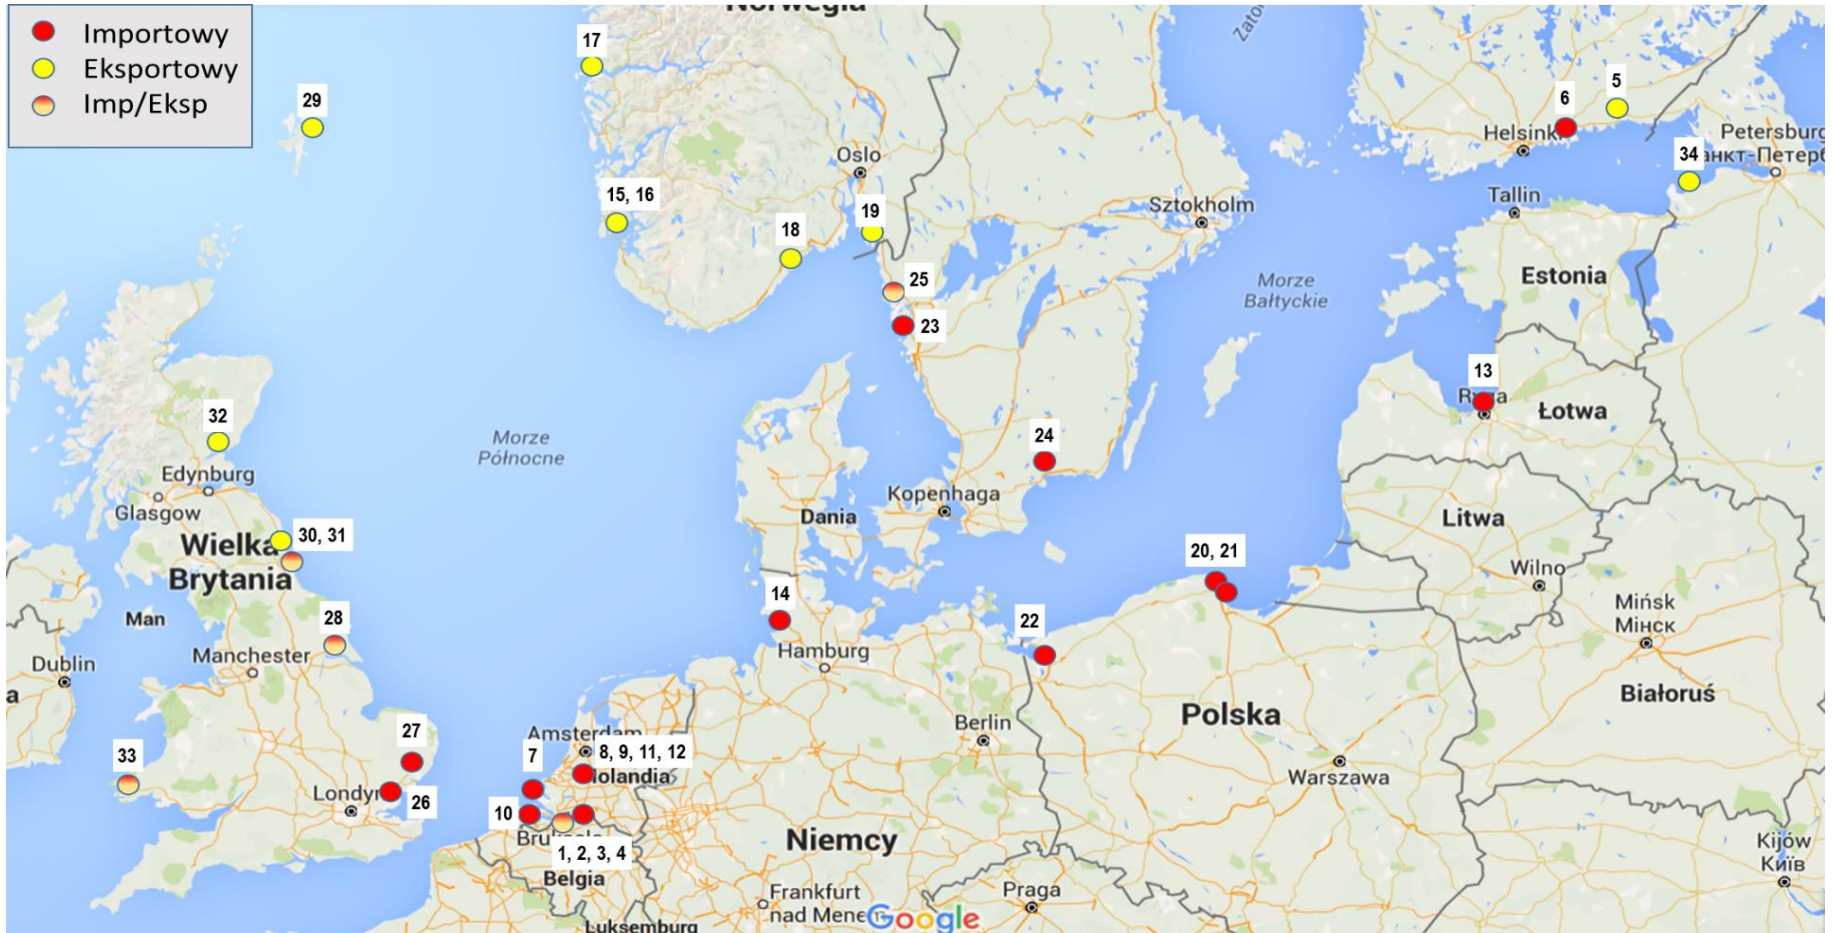 Importowy
Eksportowy
Imp/Eksp
Norwegia
17
29
5
6
Helsinki
Petersburg
34
Oslo
Tallin
15, 16
19
Sztokholm
18
25
Morze
Bałtyckie
Estonia
23
13
Ryga
Łotwa
32
Morze
Północne
24
Edynburg
Glasgow
Kopenhaga
Dania
Litwa
30, 31
Wielka
Brytania
20, 21
Wilno
14
Man
28
22
Mińsk
Мінск
Manchester
Dublin
Hamburg
Białoruś
Polska
27
Amsterdam
Berlin
33
7
8, 9, 11, 12
Holandia
Warszawa
Londyn
26
10
Bruksela
Niemcy
Kijów
Київ
1, 2, 3, 4
Belgia
Frankfurt
nad Menem
Praga
Google
Luksemburg